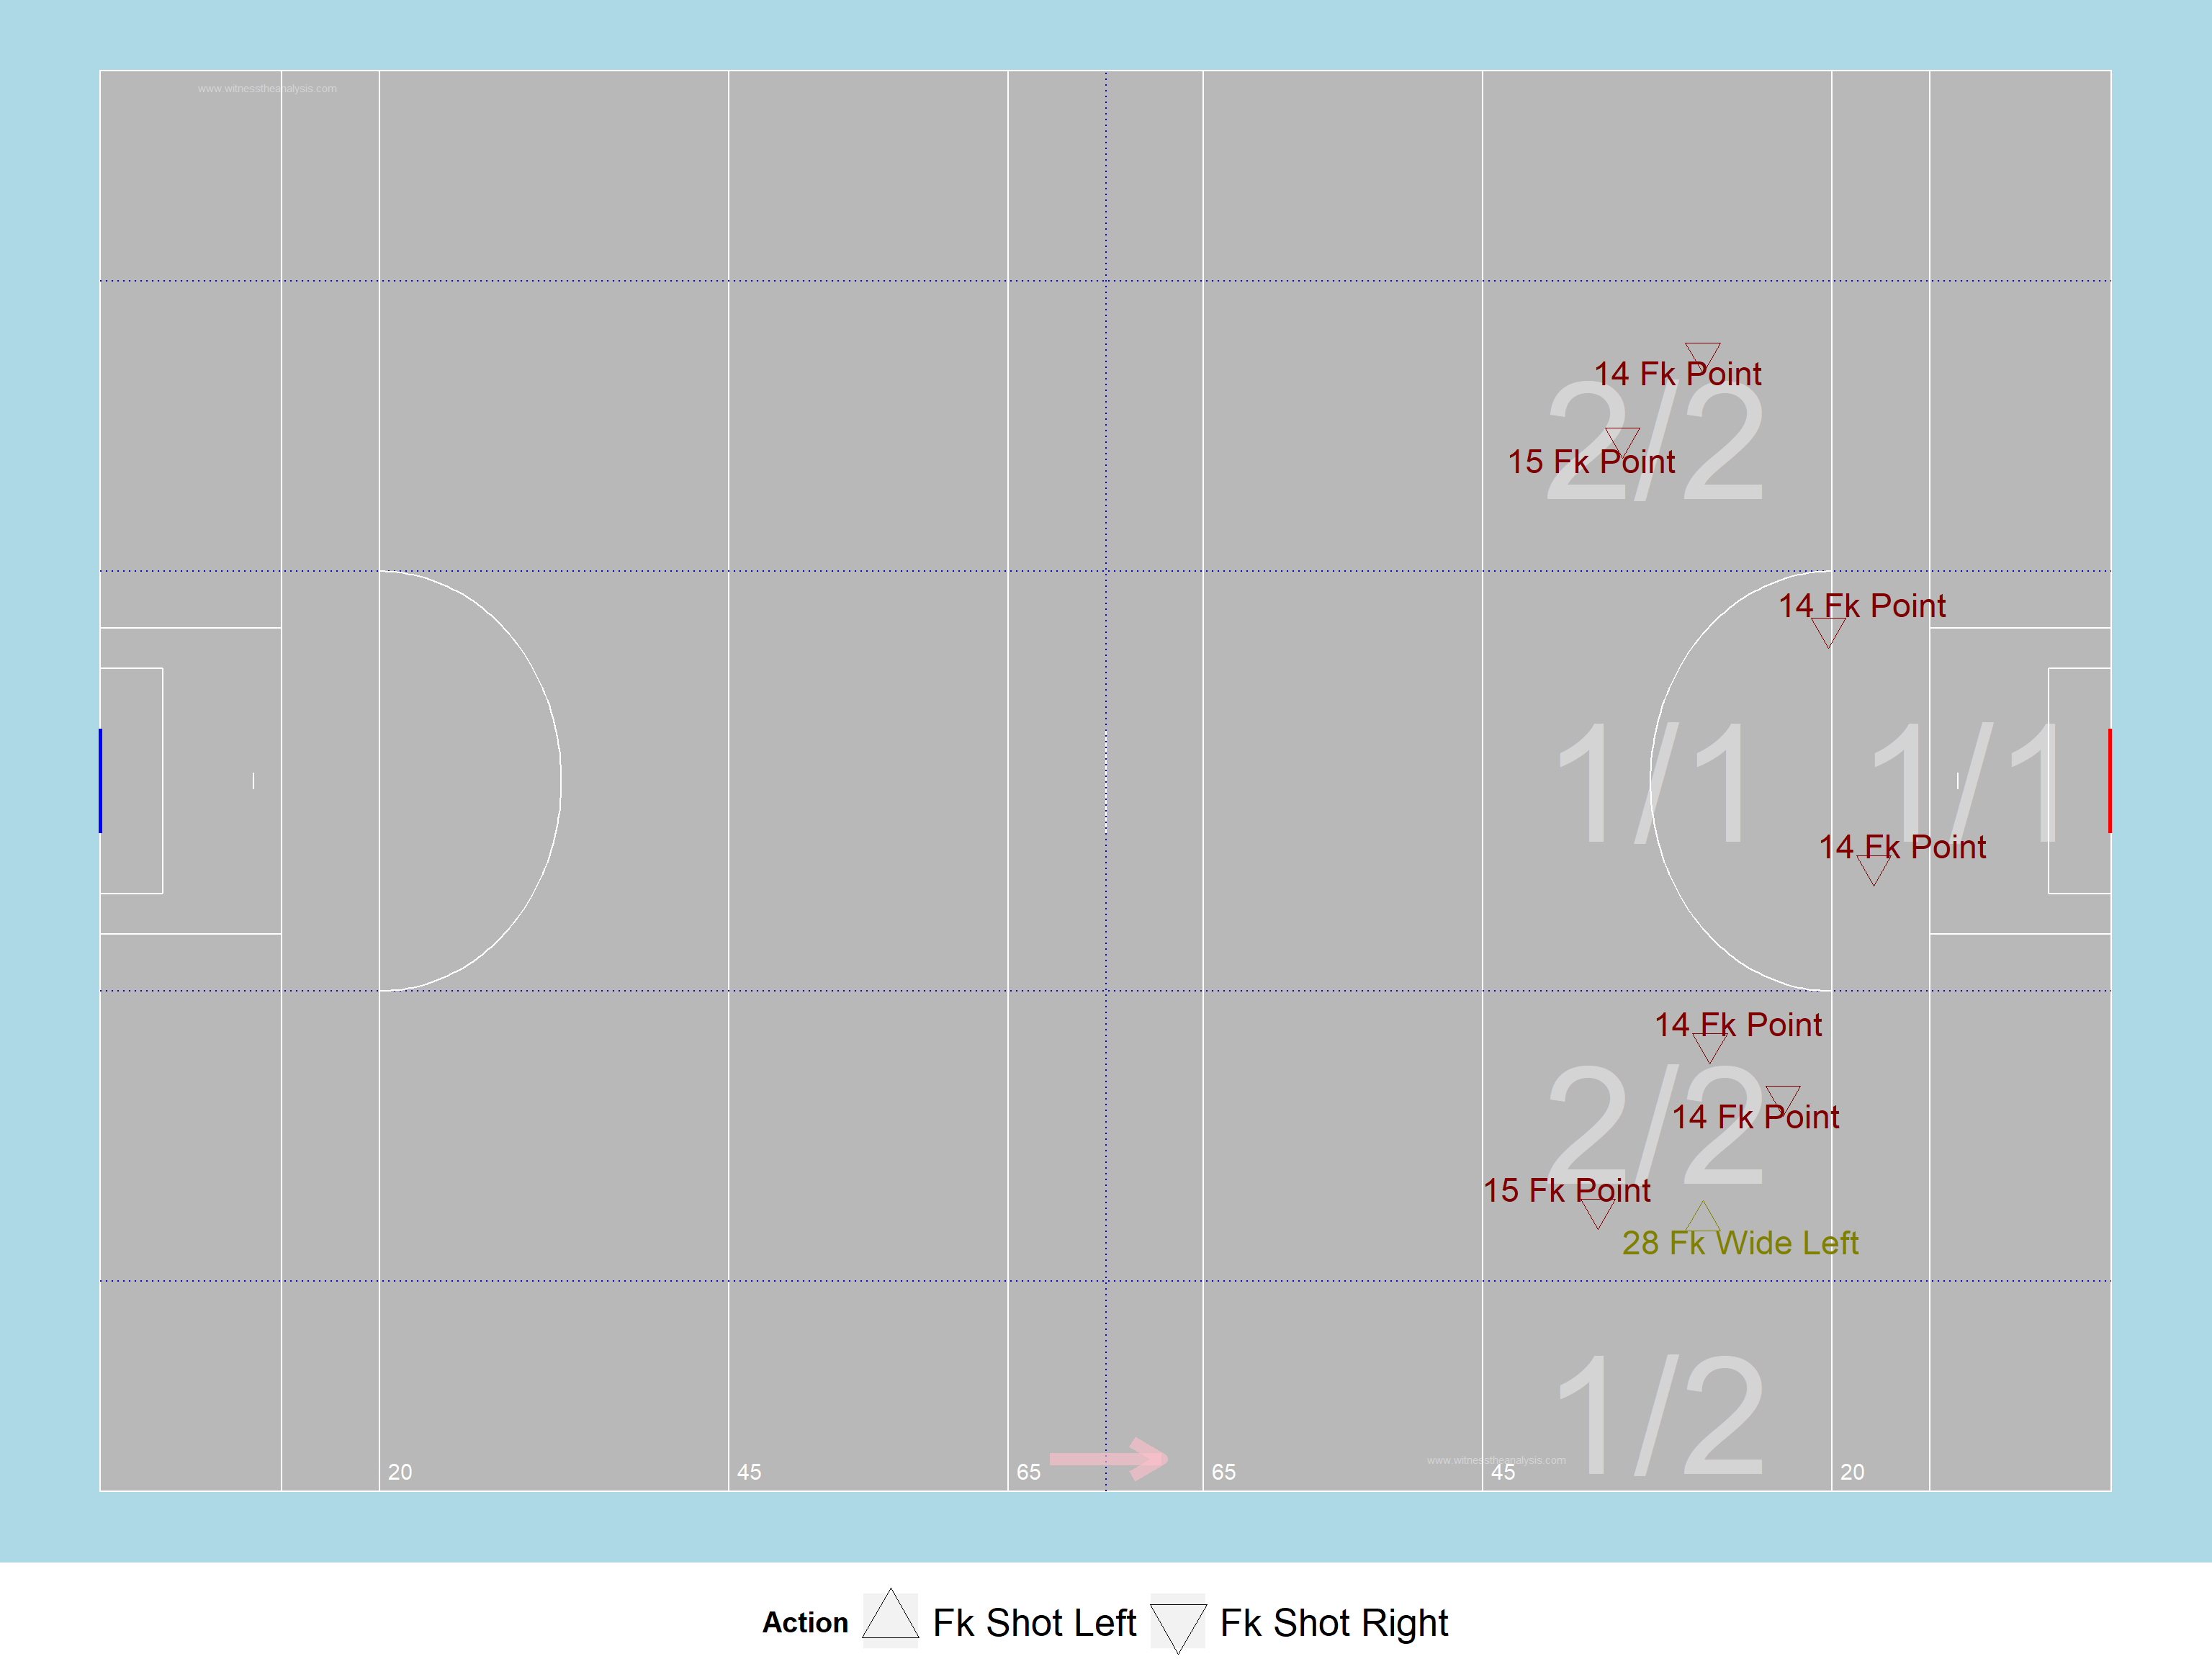 www.witnesstheanalysis.com
14 Fk Point
2/2
15 Fk Point
14 Fk Point
1/1 1/1
14 Fk Point
14 Fk Point
2/2
14 Fk Point
15 Fk Point
28 Fk Wide Left
1/2
www.witnesstheanalysis.com
20 45 65 65 45 20
Action Fk Shot Left Fk Shot Right